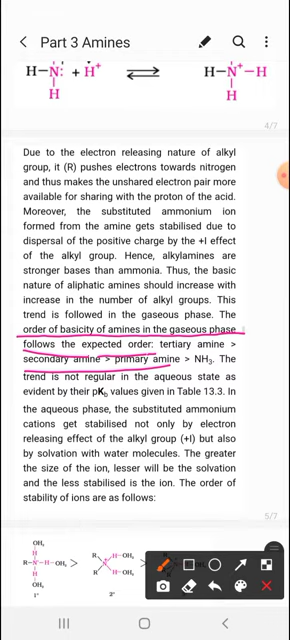 Part 3 Amines
H–N: + H⁺ ⇌ H–N⁺–H
H H
4/7
Due to the electron releasing nature of alkyl
group, it (R) pushes electrons towards nitrogen
and thus makes the unshared electron pair more
available for sharing with the proton of the acid.
Moreover, the substituted ammonium ion
formed from the amine gets stabilised due to
dispersal of the positive charge by the +I effect
of the alkyl group. Hence, alkylamines are
stronger bases than ammonia. Thus, the basic
nature of aliphatic amines should increase with
increase in the number of alkyl groups. This
trend is followed in the gaseous phase. The
order of basicity of amines in the gaseous phase
follows the expected order: tertiary amine >
secondary amine > primary amine > NH₃. The
trend is not regular in the aqueous state as
evident by their pKb values given in Table 13.3. In
the aqueous phase, the substituted ammonium
cations get stabilised not only by electron
releasing effect of the alkyl group (+I) but also
by solvation with water molecules. The greater
the size of the ion, lesser will be the solvation
and the less stabilised is the ion. The order of
stability of ions are as follows:
5/7
OH₂
H R H–OH₂
R–N⁺–H–OH₂ > N⁺ >
H R H–OH₂
OH₂
1° 2°